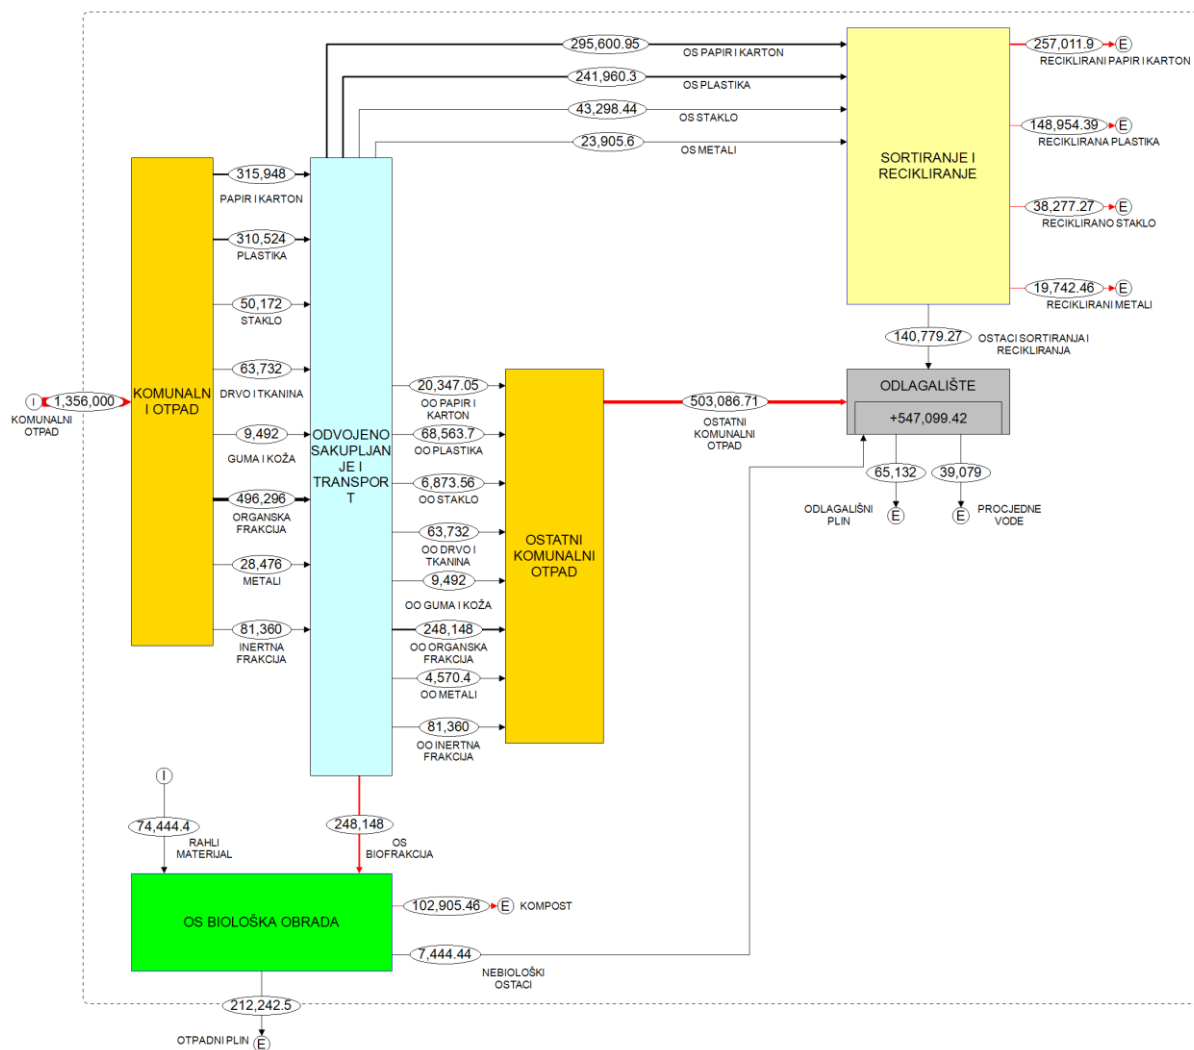 295,600.95
OS PAPIR I KARTON
241,960.3
OS PLASTIKA
43,298.44
OS STAKLO
23,905.6
OS METALI
SORTIRANJE I
RECIKLIRANJE
257,011.9
E
RECIKLIRANI PAPIR I KARTON
148,954.39
E
RECIKLIRANA PLASTIKA
38,277.27
E
RECIKLIRANO STAKLO
19,742.46
E
RECIKLIRANI METALI
140,779.27
OSTACI SORTIRANJA I
RECIKLIRANJA
I
1,356,000
KOMUNALNI
OTPAD
KOMUNALN
I OTPAD
315,948
PAPIR I KARTON
310,524
PLASTIKA
50,172
STAKLO
63,732
DRVO I TKANINA
9,492
GUMA I KOŽA
496,296
ORGANSKA
FRAKCIJA
28,476
METALI
81,360
INERTNA
FRAKCIJA
ODVOJENO
SAKUPLJAN
JE I
TRANSPOR
T
20,347.05
OO PAPIR I
KARTON
68,563.7
OO PLASTIKA
6,873.56
OO STAKLO
63,732
OO DRVO I
TKANINA
9,492
OO GUMA I KOŽA
248,148
OO ORGANSKA
FRAKCIJA
4,570.4
OO METALI
81,360
OO INERTNA
FRAKCIJA
OSTATNI
KOMUNALNI
OTPAD
503,086.71
OSTATNI
KOMUNALNI
OTPAD
ODLAGALIŠTE
+547,099.42
65,132
ODLAGALIŠNI
PLIN
E
39,079
PROCJEDNE
VODE
E
I
74,444.4
RAHLI
MATERIJAL
248,148
OS
BIOFRAKCIJA
OS BIOLOŠKA OBRADA
102,905.46
E
KOMPOST
7,444.44
NEBIOLOŠKI
OSTACI
212,242.5
OTPADNI PLIN
E